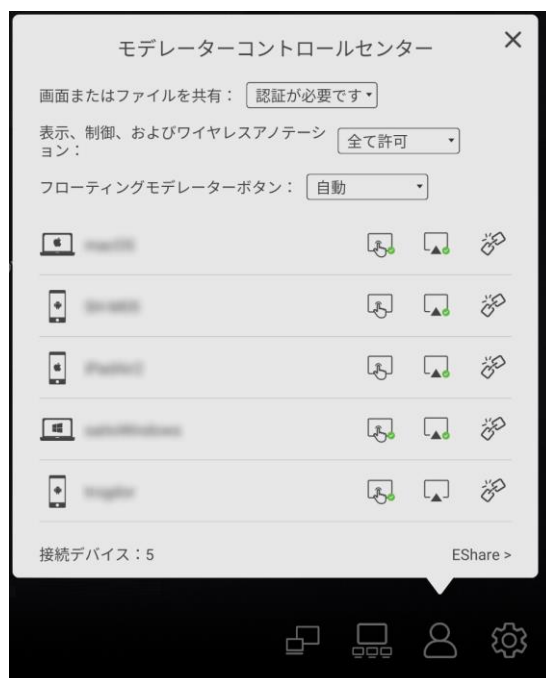 モデレーターコントロールセンター
画面またはファイルを共有： 認証が必要です
表示、制御、およびワイヤレスアノテーシ
ョン： 全て許可
フローティングモデレーターボタン： 自動
接続デバイス：5 EShare >